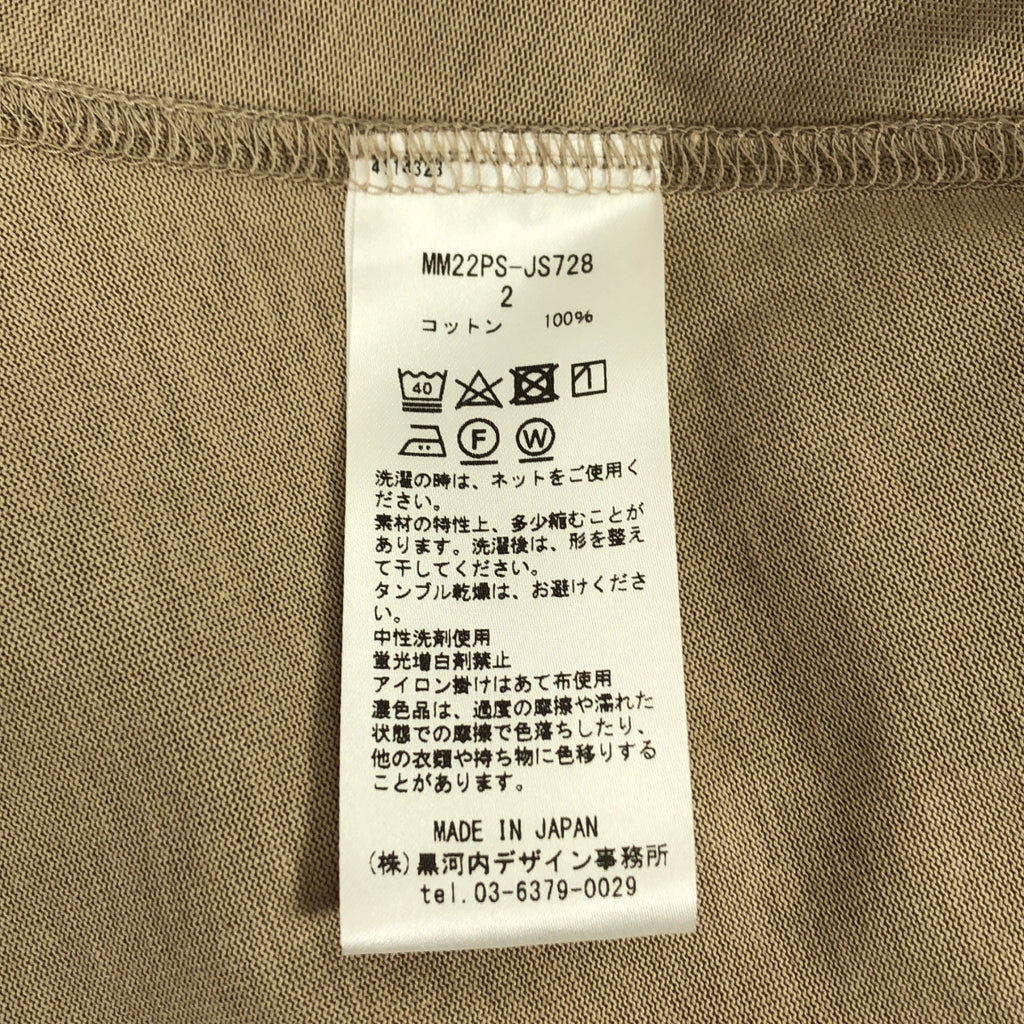 MM22PS-JS728
2
コットン 100%
40
F W
洗濯の時は、ネットをご使用く
ださい。
素材の特性上、多少縮むことが
あります。洗濯後は、形を整え
て干してください。
タンブル乾燥は、お避けくださ
い。
中性洗剤使用
蛍光増白剤禁止
アイロン掛けはあて布使用
濃色品は、過度の摩擦や濡れた
状態での摩擦で色落ちしたり、
他の衣類や持ち物に色移りする
ことがあります。
MADE IN JAPAN
(株)黒河内デザイン事務所
tel.03-6379-0029